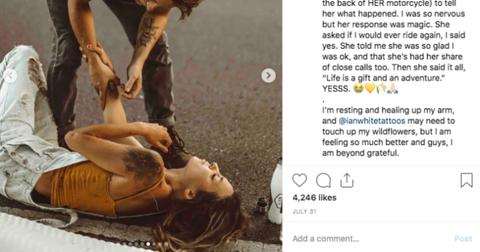 the back of HER motorcycle) to tell
her what happened. I was so nervous
but her response was magic. She
asked if I would ever ride again, I said
yes. She told me she was so glad I
was ok, and that she's had her share
of close calls too. Then she said it all,
"Life is a gift and an adventure."
YESSS. 😭💛🥂🙏🏻
.
I'm resting and healing up my arm,
and @ianwhitetattoos may need to
touch up my wildflowers, but I am
feeling so much better and guys, I
am beyond grateful.
4,246 likes
JULY 31
Add a comment... Post